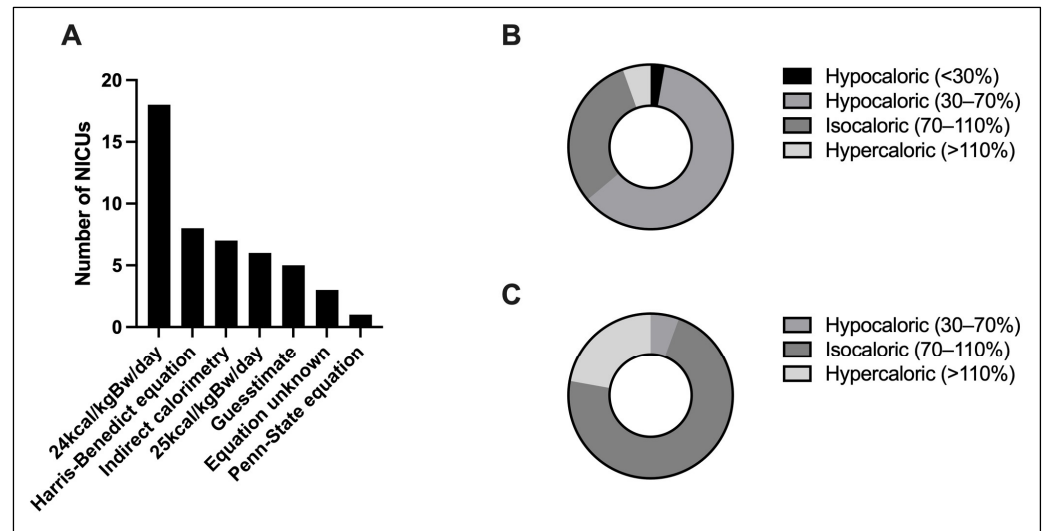 A
Number of NICUs
20
15
10
5
0
24kcal/kgBw/day
Harris-Benedict equation
Indirect calorimetry
25kcal/kgBw/day
Guesstimate
Equation unknown
Penn-State equation
B
Hypocaloric (<30%)
Hypocaloric (30–70%)
Isocaloric (70–110%)
Hypercaloric (>110%)
C
Hypocaloric (30–70%)
Isocaloric (70–110%)
Hypercaloric (>110%)